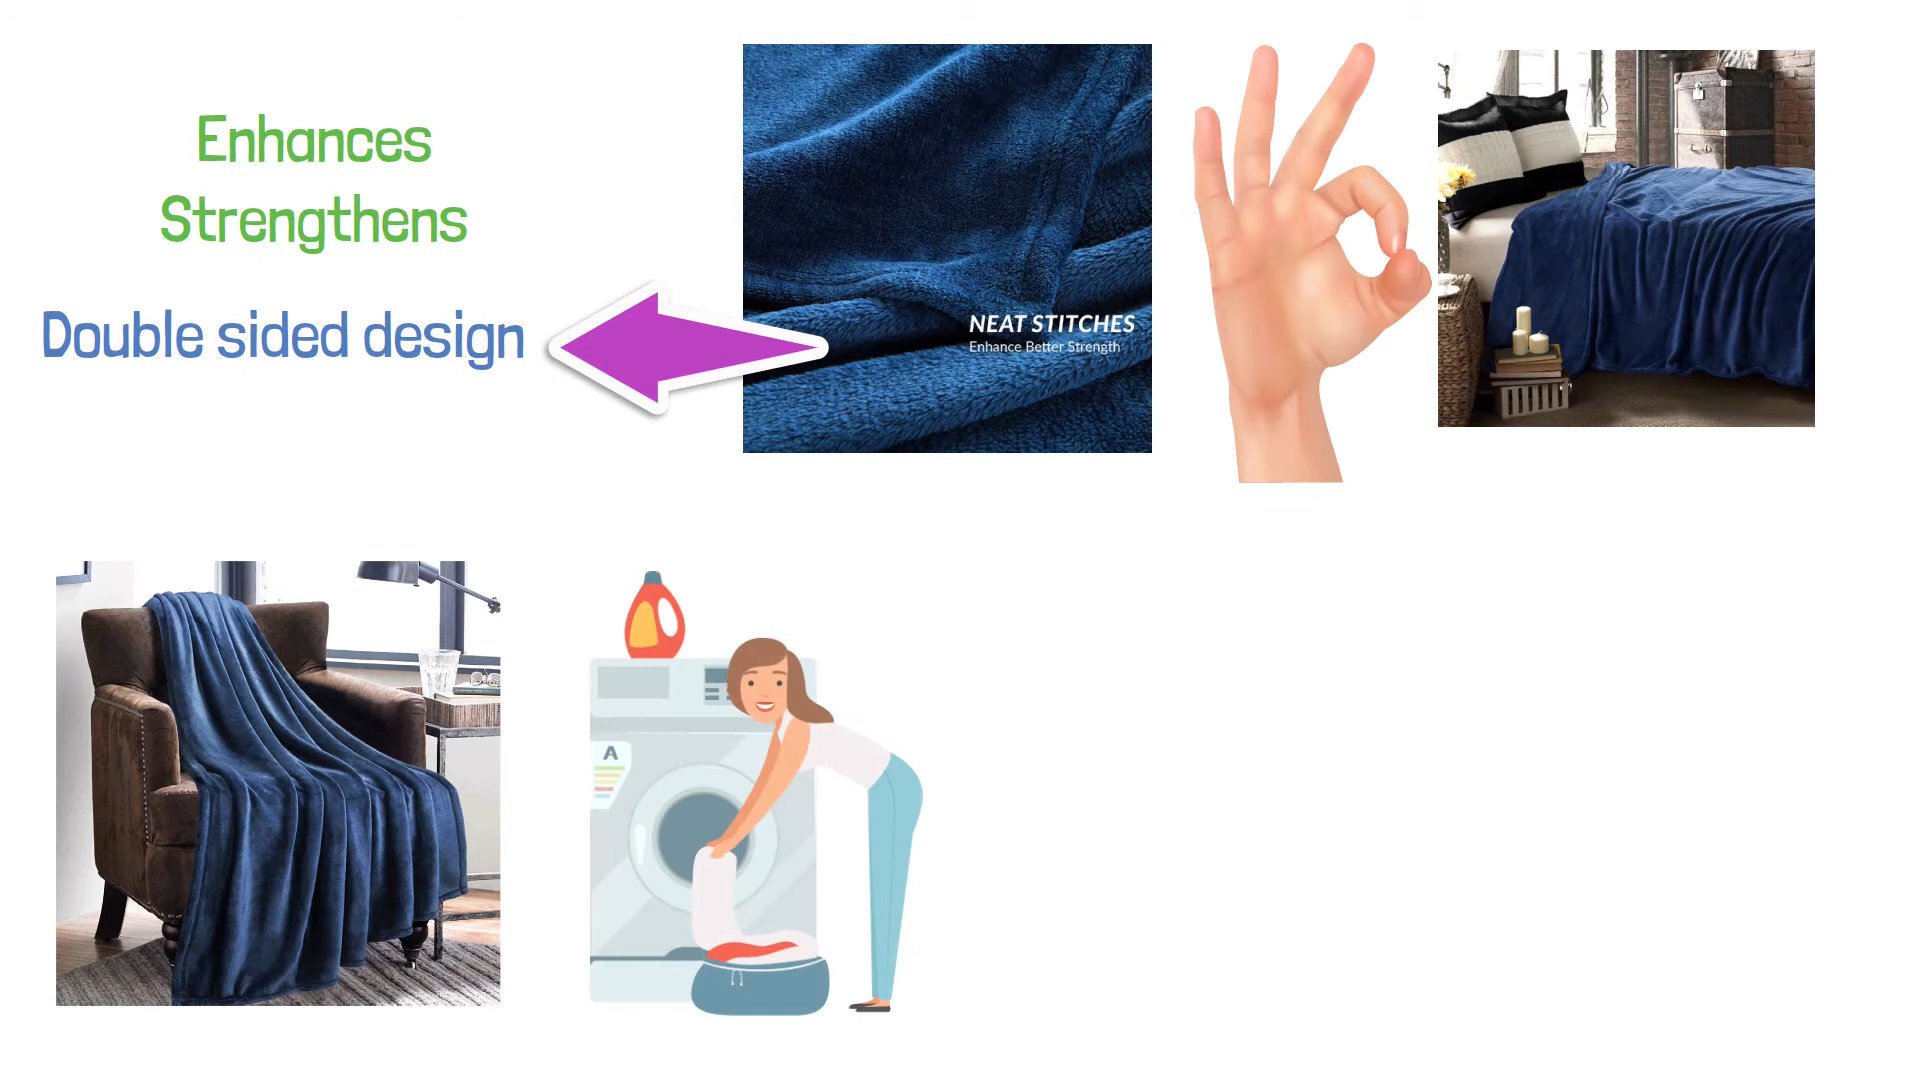 Enhances
Strengthens
Double sided design
NEAT STITCHES
Enhance Better Strength
A